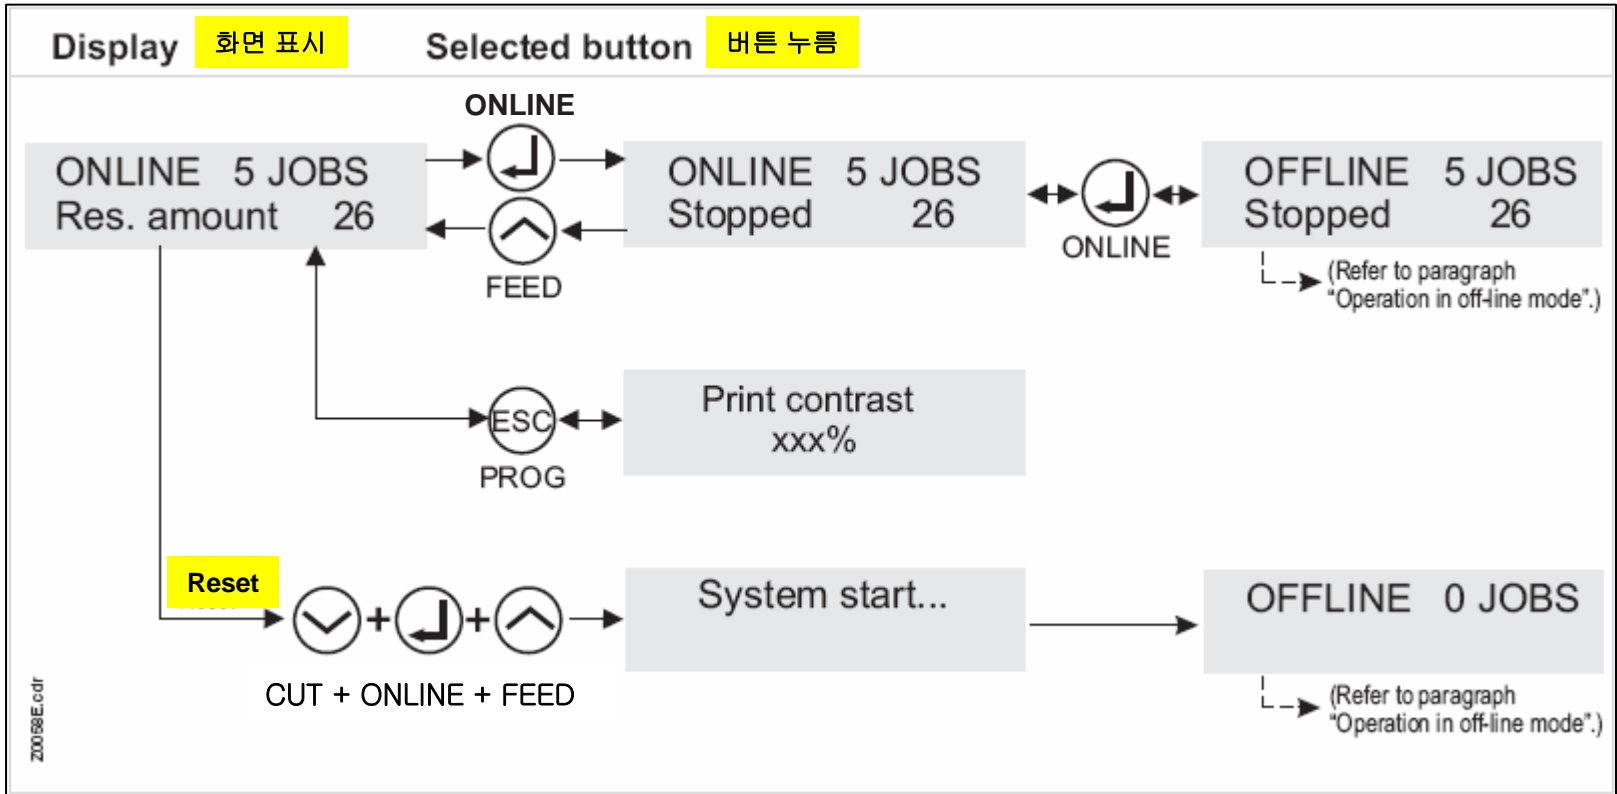 Display 화면 표시 Selected button 버튼 누름
ONLINE
ONLINE 5 JOBS
Res. amount 26
FEED
ONLINE 5 JOBS
Stopped 26
ONLINE
OFFLINE 5 JOBS
Stopped 26
(Refer to paragraph
"Operation in off-line mode".)
ESC
PROG
Print contrast
xxx%
Reset
+ +
CUT + ONLINE + FEED
System start...
OFFLINE 0 JOBS
(Refer to paragraph
"Operation in off-line mode".)
Z0058E.cdr